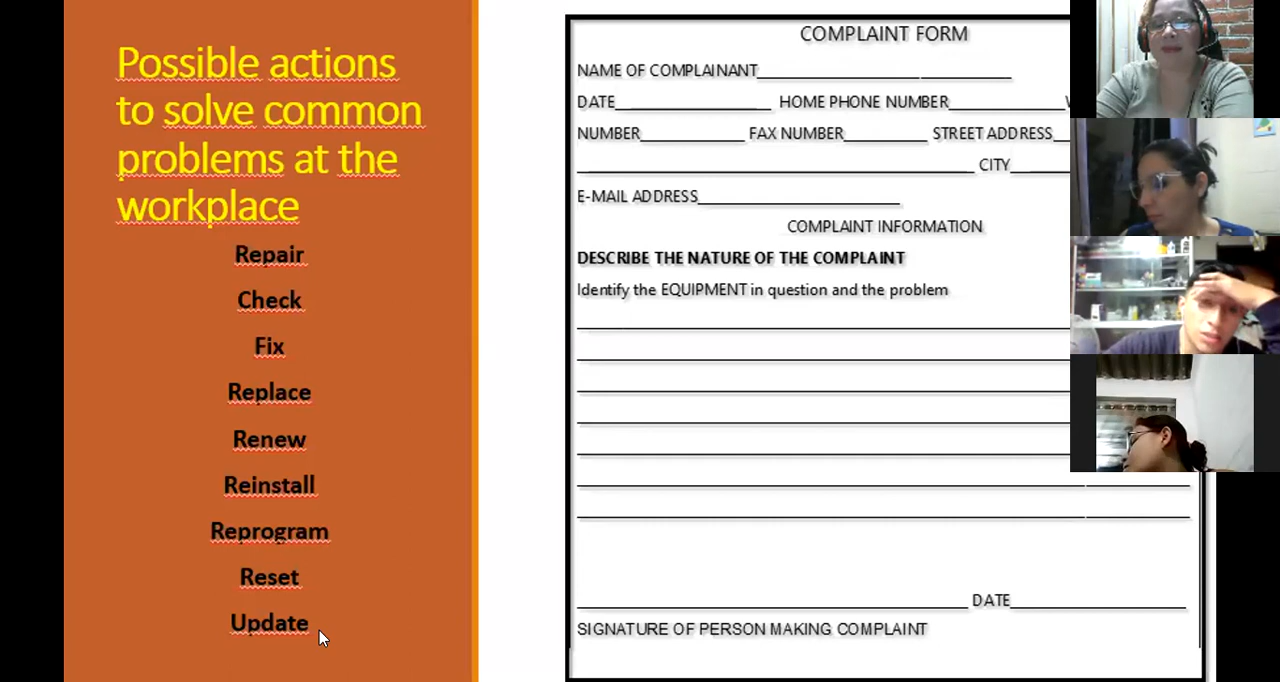 Possible actions
to solve common
problems at the
workplace
Repair
Check
Fix
Replace
Renew
Reinstall
Reprogram
Reset
Update
COMPLAINT FORM
NAME OF COMPLAINANT
DATE HOME PHONE NUMBER
NUMBER FAX NUMBER STREET ADDRESS
CITY
E-MAIL ADDRESS
COMPLAINT INFORMATION
DESCRIBE THE NATURE OF THE COMPLAINT
Identify the EQUIPMENT in question and the problem
DATE
SIGNATURE OF PERSON MAKING COMPLAINT